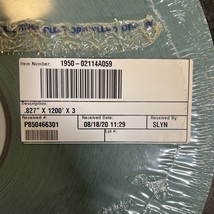 Item Number:
1950-02114A059
Description:
.827" X 1200' X 3
Received #: Received Date: Received By:
P850466301 08/18/20 11:29 SLYN
Lot #: